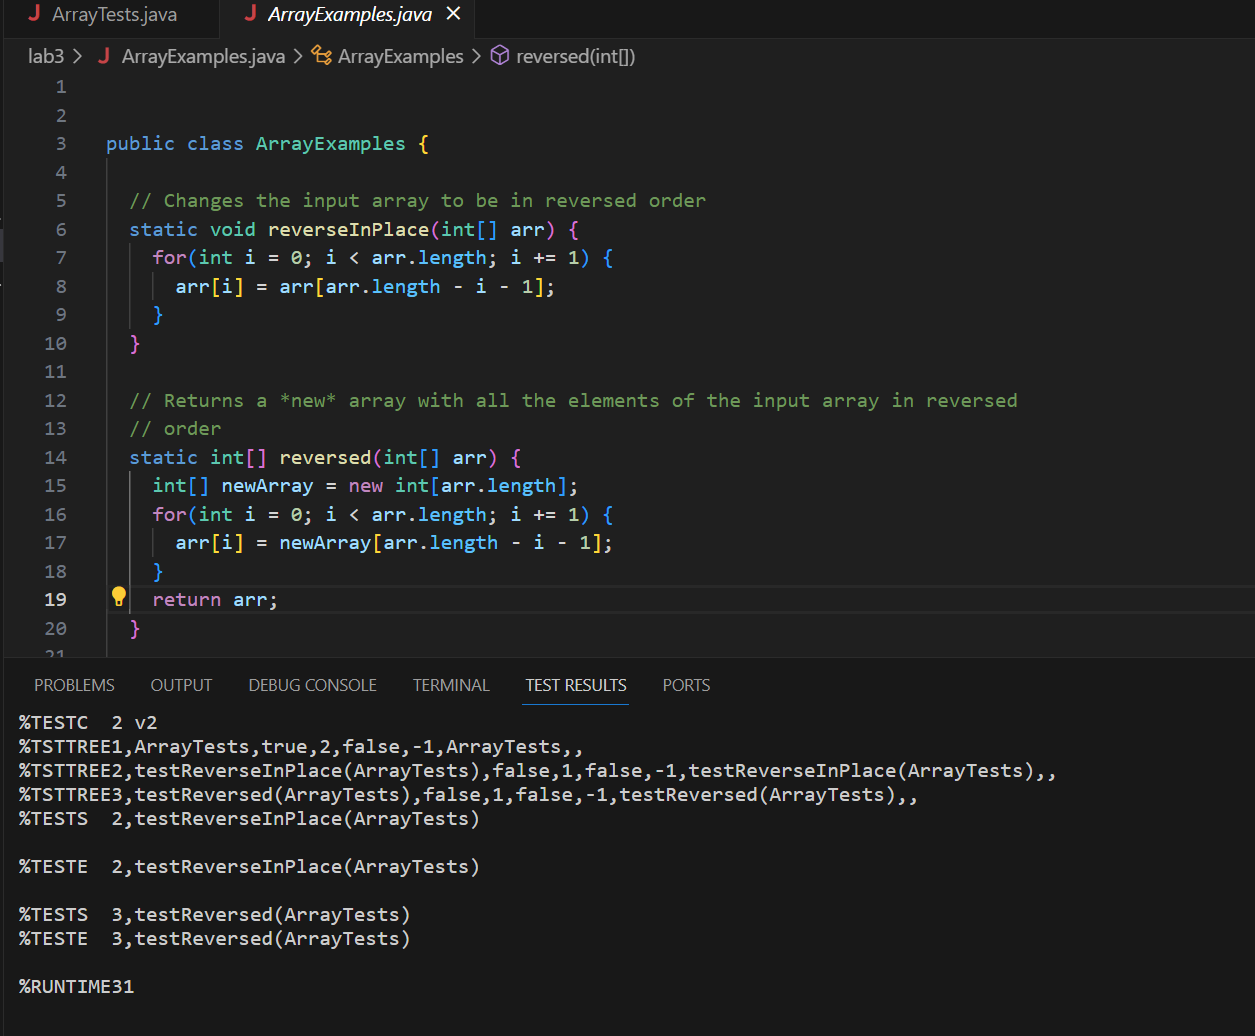 ArrayTests.java
ArrayExamples.java
lab3 > ArrayExamples.java > ArrayExamples > reversed(int[])
1
2
3 public class ArrayExamples {
4
5 // Changes the input array to be in reversed order
6 static void reverseInPlace(int[] arr) {
7 for(int i = 0; i < arr.length; i += 1) {
8 arr[i] = arr[arr.length - i - 1];
9 }
10 }
11
12 // Returns a *new* array with all the elements of the input array in reversed
13 // order
14 static int[] reversed(int[] arr) {
15 int[] newArray = new int[arr.length];
16 for(int i = 0; i < arr.length; i += 1) {
17 arr[i] = newArray[arr.length - i - 1];
18 }
19 return arr;
20 }
21
PROBLEMS OUTPUT DEBUG CONSOLE TERMINAL TEST RESULTS PORTS
%TESTC  2 v2
%TSTTREE1,ArrayTests,true,2,false,-1,ArrayTests,,
%TSTTREE2,testReverseInPlace(ArrayTests),false,1,false,-1,testReverseInPlace(ArrayTests),,
%TSTTREE3,testReversed(ArrayTests),false,1,false,-1,testReversed(ArrayTests),,
%TESTS  2,testReverseInPlace(ArrayTests)
%TESTE  2,testReverseInPlace(ArrayTests)
%TESTS  3,testReversed(ArrayTests)
%TESTE  3,testReversed(ArrayTests)
%RUNTIME31